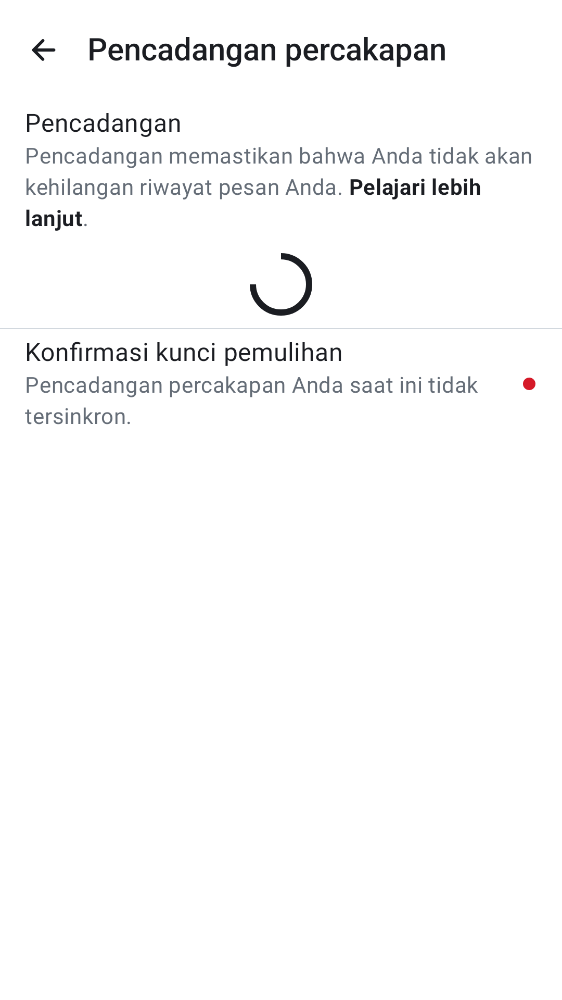 Pencadangan percakapan
Pencadangan
Pencadangan memastikan bahwa Anda tidak akan
kehilangan riwayat pesan Anda. Pelajari lebih
lanjut.
Konfirmasi kunci pemulihan
Pencadangan percakapan Anda saat ini tidak
tersinkron.